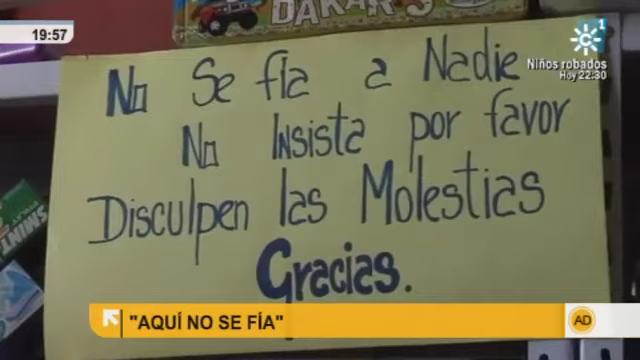 19:57
DAKAR'S
1
Niños robados
Hoy 22:30
No Se fía a Nadie
No Insista por favor
Disculpen las Molestias
Gracias.
"AQUÍ NO SE FÍA"
AD